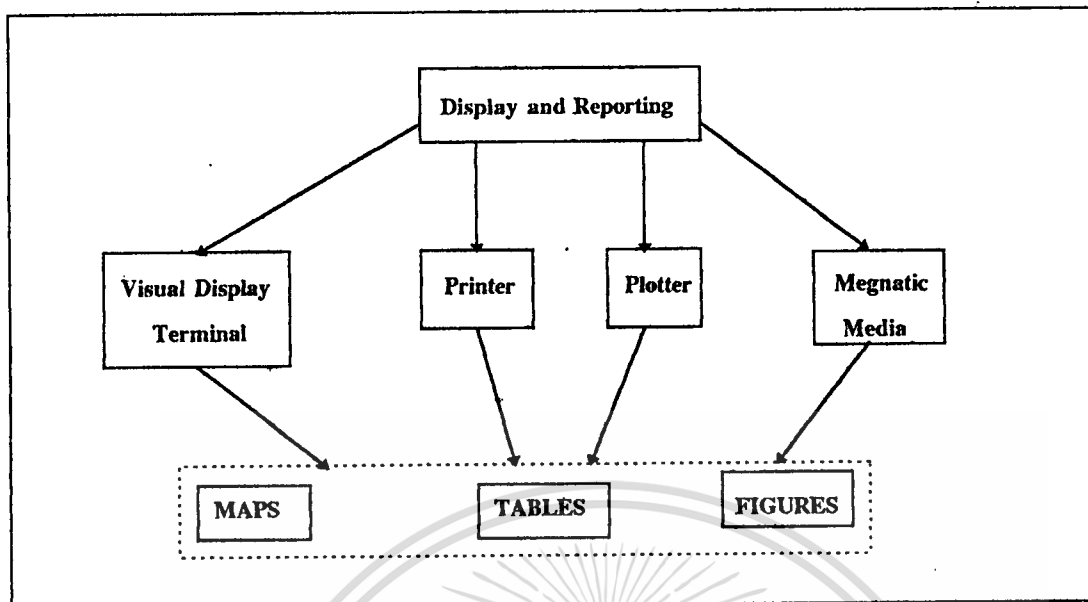 Display and Reporting
Visual Display
Terminal
Printer
Plotter
Megnatic
Media
MAPS
TABLES
FIGURES